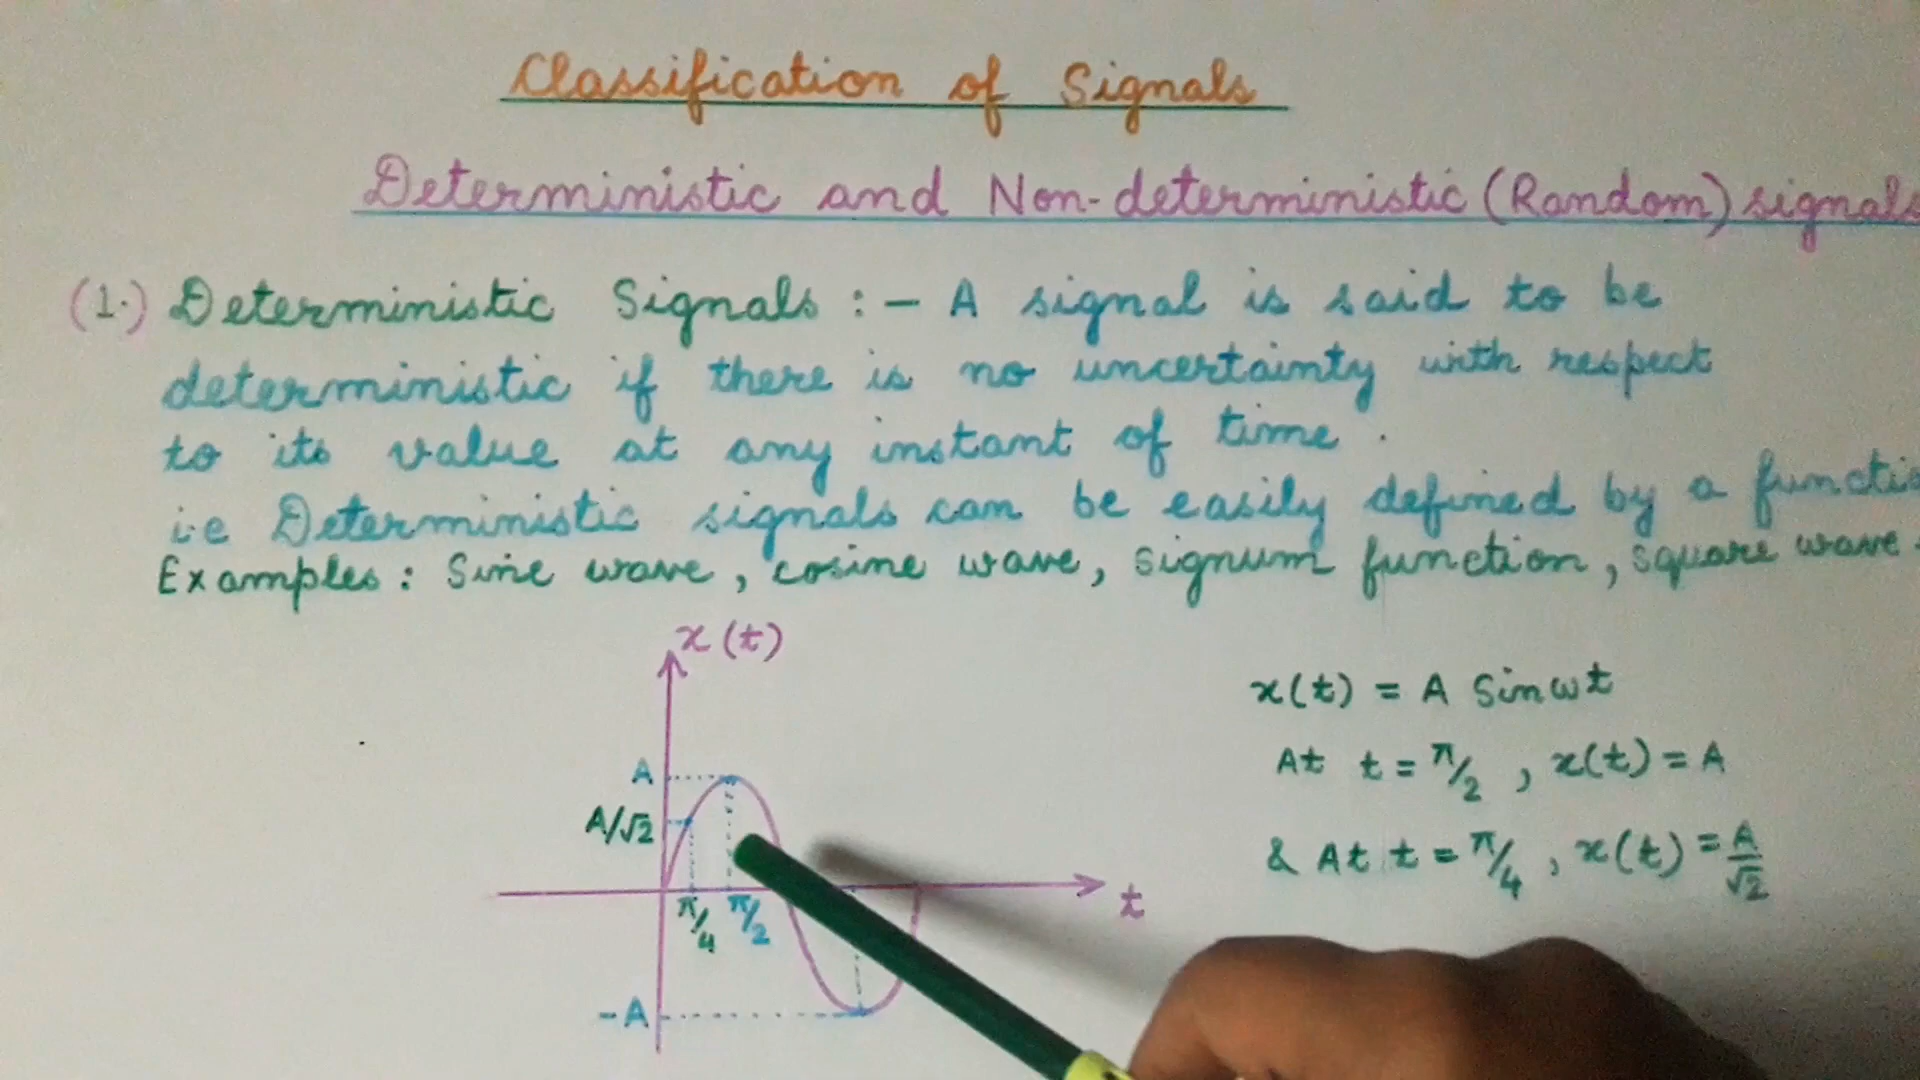 Classification of Signals
Deterministic and Non-deterministic (Random) signals
(1.) Deterministic Signals : - A signal is said to be
deterministic if there is no uncertainty with respect
to its value at any instant of time .
i.e Deterministic signals can be easily defined by a
Examples : Sine wave , cosine wave , signum function , square wave
x(t)
x(t) = A Sin ωt
A
At t = π/2 , x(t) = A
A/√2
& At t = π/4 , x(t) = A/√2
π/4 π/2
t
-A